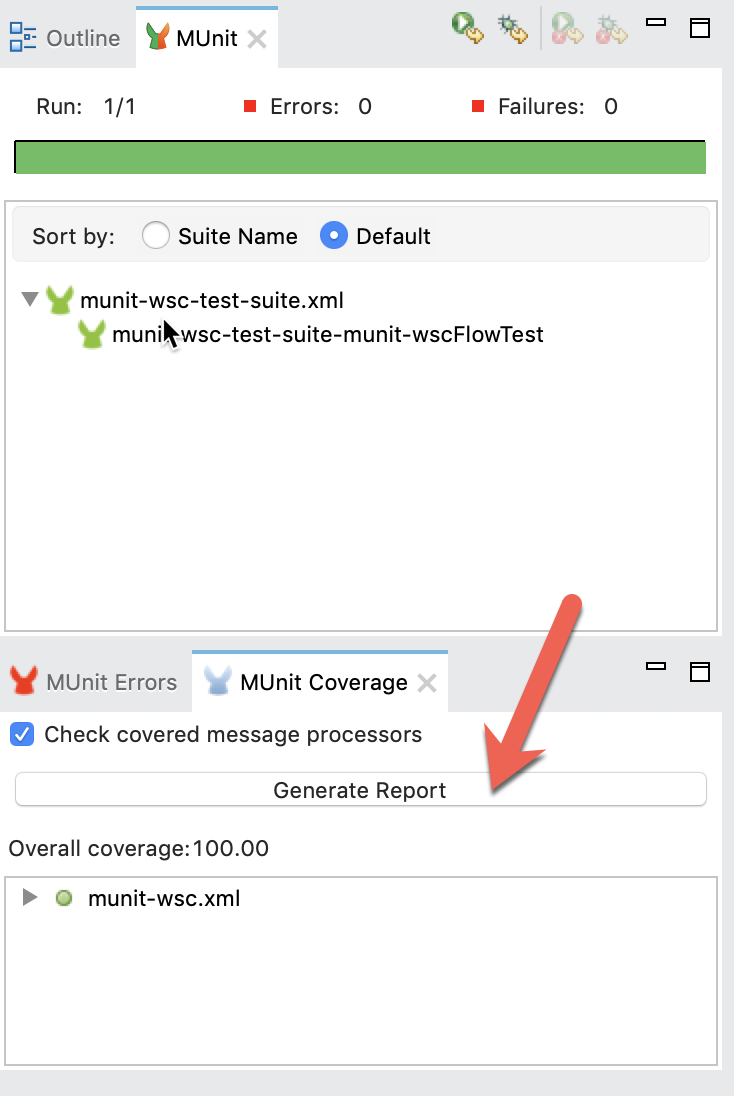 Outline MUnit
Run: 1/1 Errors: 0 Failures: 0
Sort by: Suite Name Default
munit-wsc-test-suite.xml
munit-wsc-test-suite-munit-wscFlowTest
MUnit Errors MUnit Coverage
Check covered message processors
Generate Report
Overall coverage:100.00
munit-wsc.xml